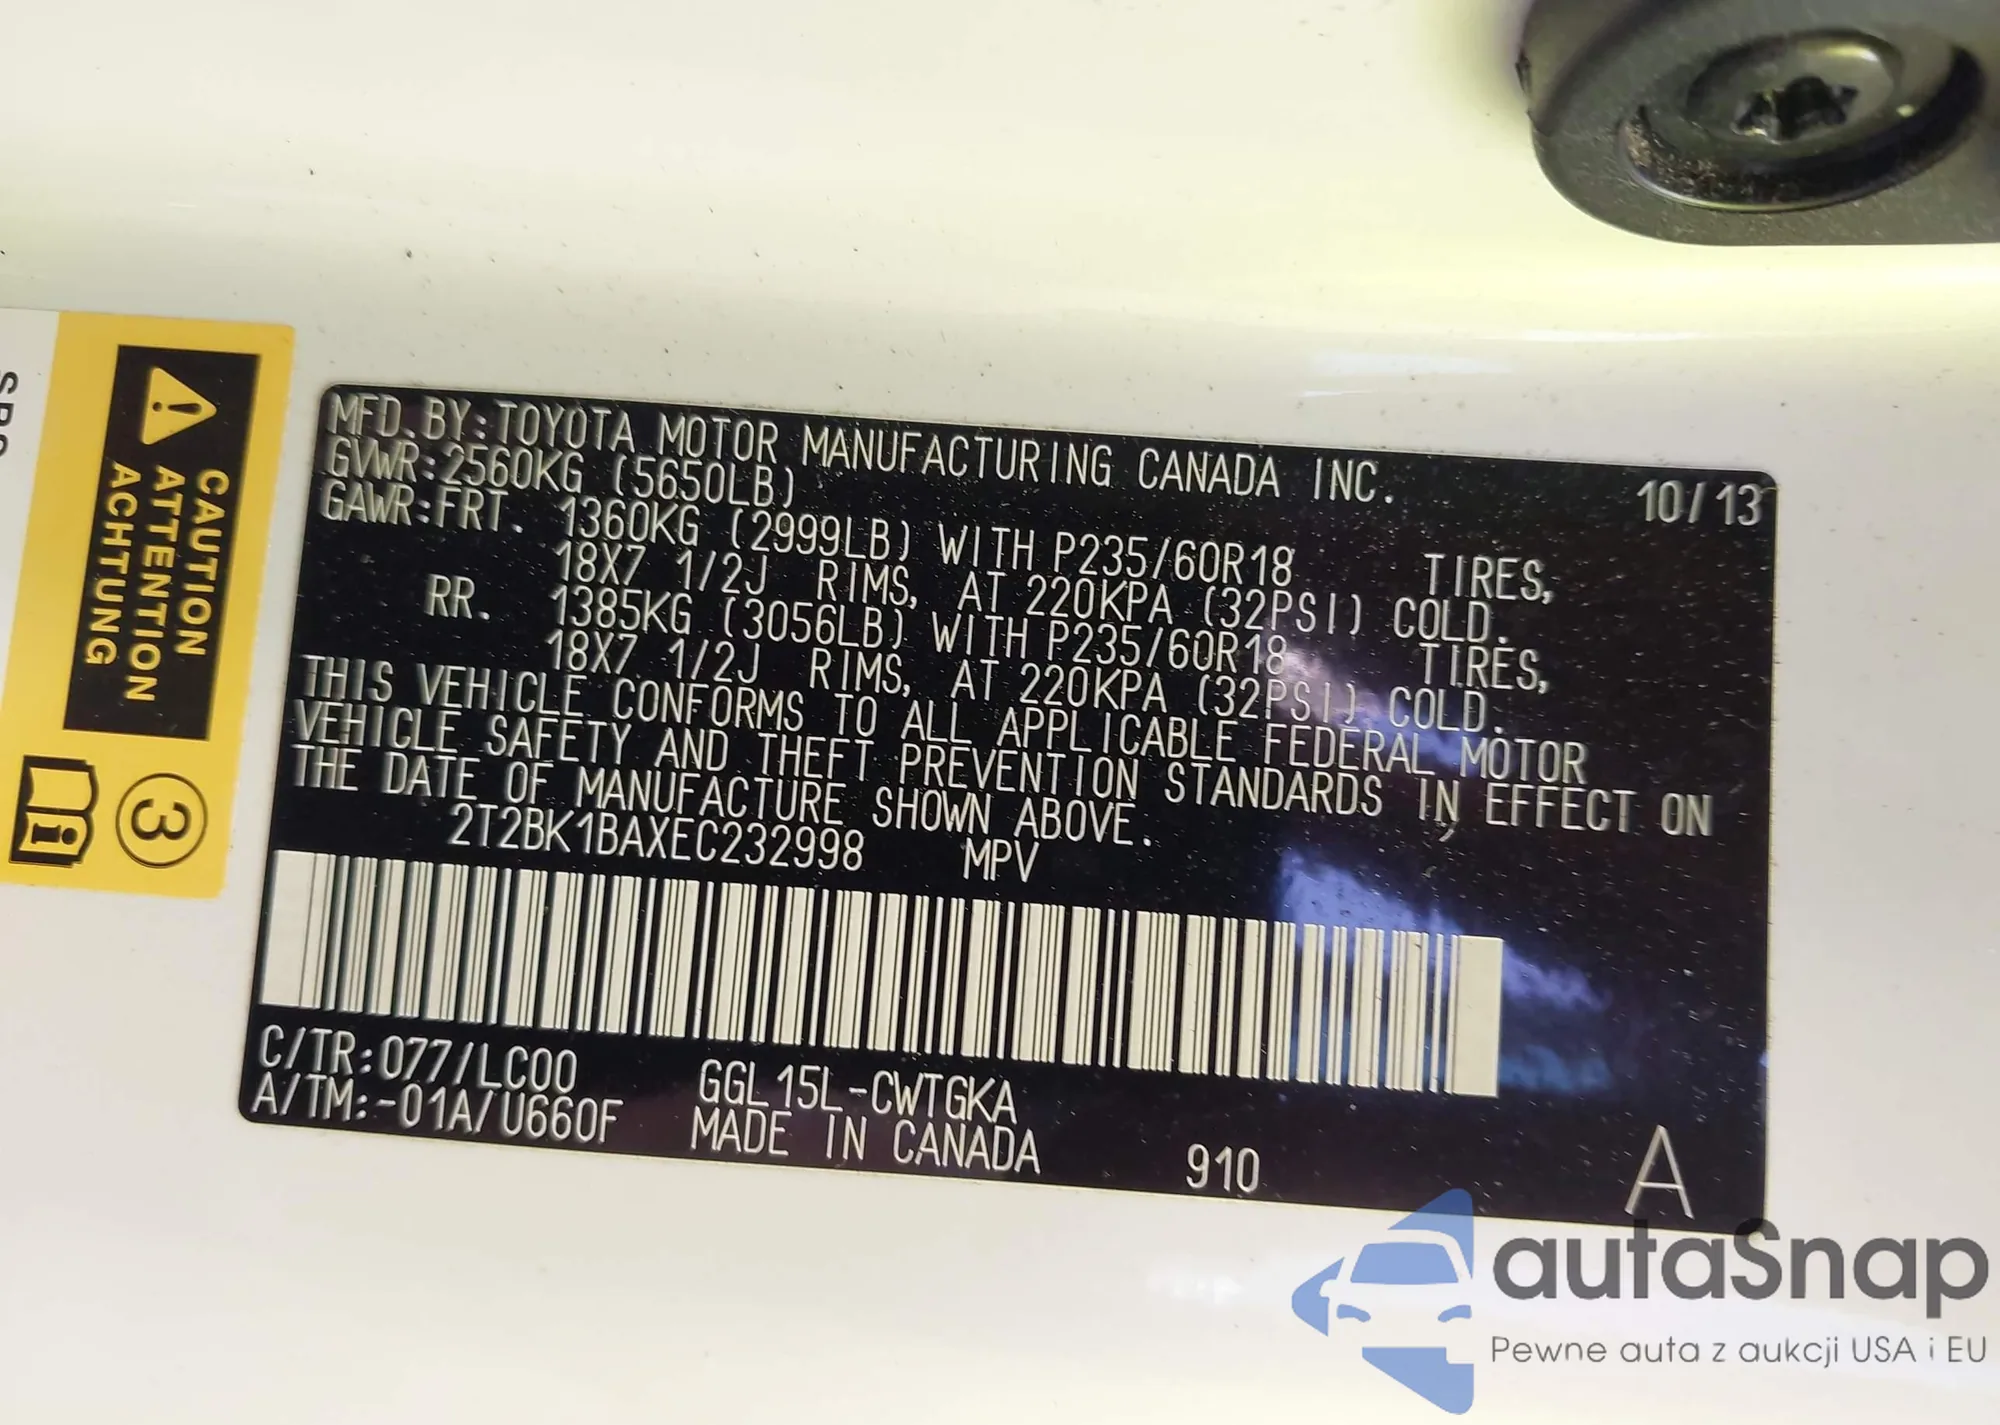 MFD. BY: TOYOTA MOTOR MANUFACTURING CANADA INC. 10/13
GVWR: 2560KG (5650LB)
GAWR: FRT. 1360KG (2999LB) WITH P235/60R18 TIRES,
18X7 1/2J RIMS, AT 220KPA (32PSI) COLD.
RR. 1385KG (3056LB) WITH P235/60R18 TIRES,
18X7 1/2J RIMS, AT 220KPA (32PSI) COLD.
THIS VEHICLE CONFORMS TO ALL APPLICABLE FEDERAL MOTOR
VEHICLE SAFETY AND THEFT PREVENTION STANDARDS IN EFFECT ON
THE DATE OF MANUFACTURE SHOWN ABOVE.
2T2BK1BAXEC232998 MPV
C/TR: 077/LC00 GGL15L-CWTGKA
A/TM: -01A/U660F MADE IN CANADA 910 A
CAUTION
ATTENTION
ACHTUNG
3
autaSnap
Pewne auta z aukcji USA i EU